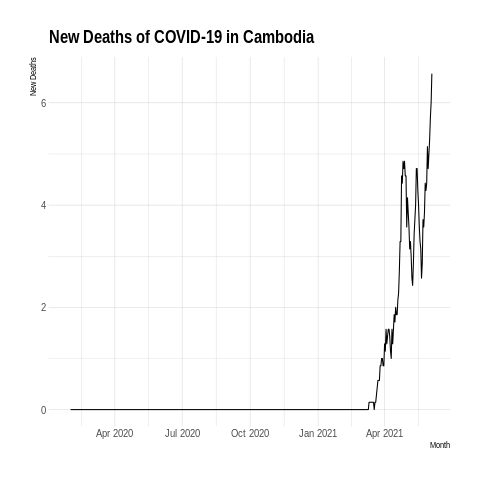 New Deaths of COVID-19 in Cambodia
New Deaths
6
4
2
0
Apr 2020 Jul 2020 Oct 2020 Jan 2021 Apr 2021
Month